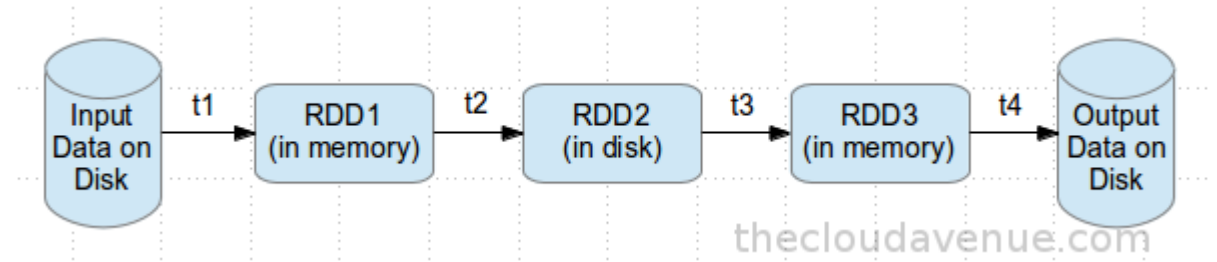 Input
Data on
Disk
t1
RDD1
(in memory)
t2
RDD2
(in disk)
t3
RDD3
(in memory)
t4
Output
Data on
Disk
thecloudavenue.com